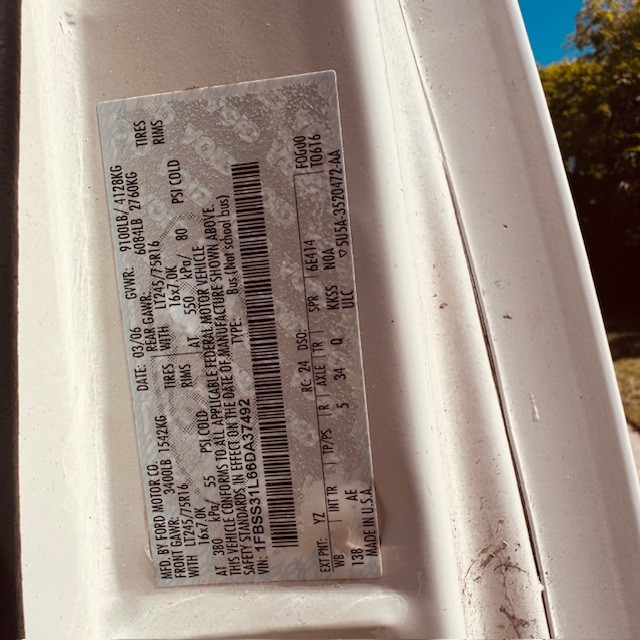 MFD. BY FORD MOTOR CO. DATE: 03/06 GVWR: 9100LB/ 4128KG
FRONT GAWR: 3400LB 1542KG REAR GAWR: 6084LB 2760KG
WITH LT245/75R16 TIRES WITH LT245/75R16 TIRES
16x7.0K RIMS 16x7.0K RIMS
AT 380 kPa/ 55 PSI COLD AT 550 kPa/ 80 PSI COLD
THIS VEHICLE CONFORMS TO ALL APPLICABLE FEDERAL MOTOR VEHICLE
SAFETY STANDARDS IN EFFECT ON THE DATE OF MANUFACTURE SHOWN ABOVE.
VIN: 1FBSS31L66DA37492 TYPE: Bus (Not school bus)
EXT PNT: YZ RC: 24 DSO: F0G00
WB INT TR TP/PS R AXLE TR SPR 6E414 T0616
138 AE 5 34 Q KKSS N0A
MADE IN U.S.A. ULC ▽5U5A-3520472-AA